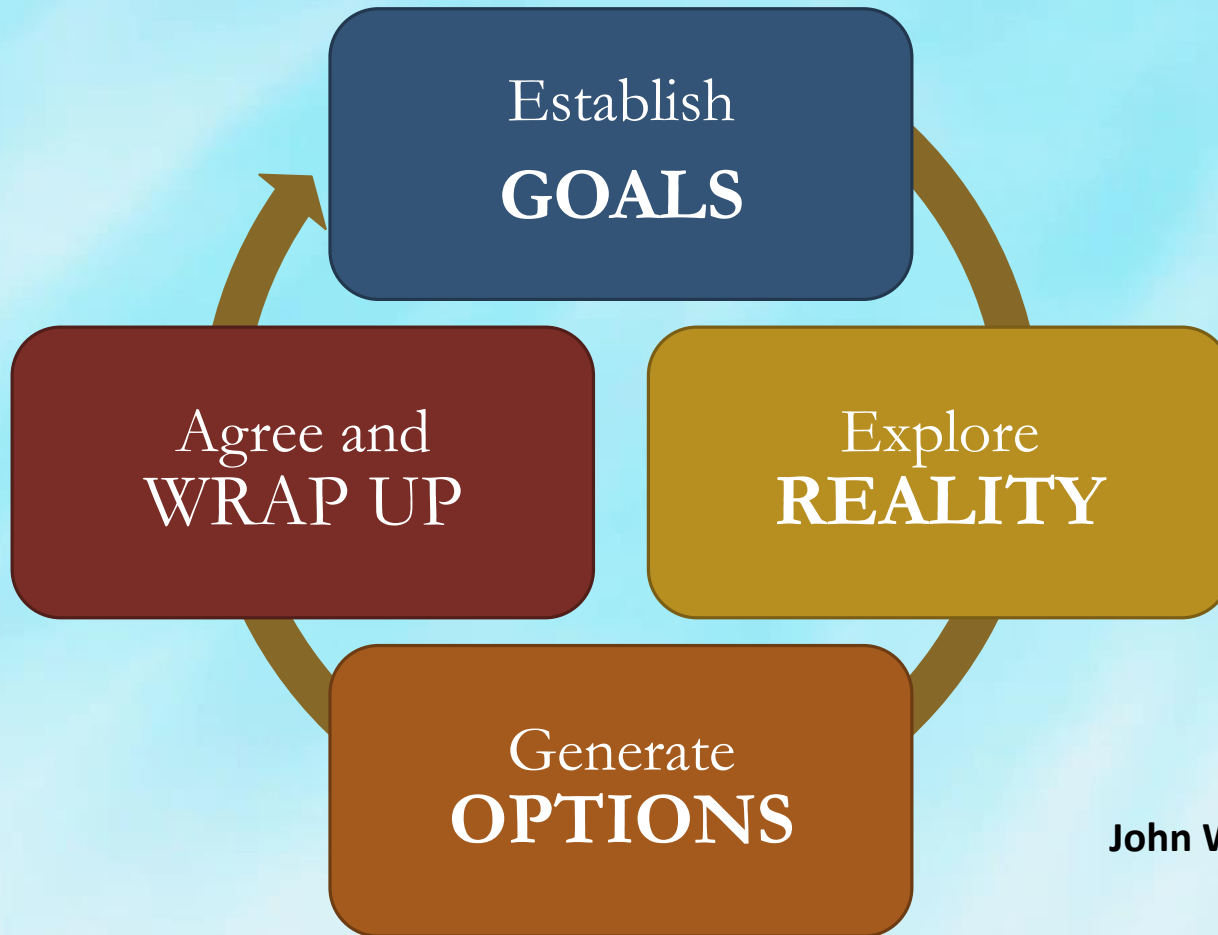 Establish
GOALS
Explore
REALITY
Generate
OPTIONS
Agree and
WRAP UP
John